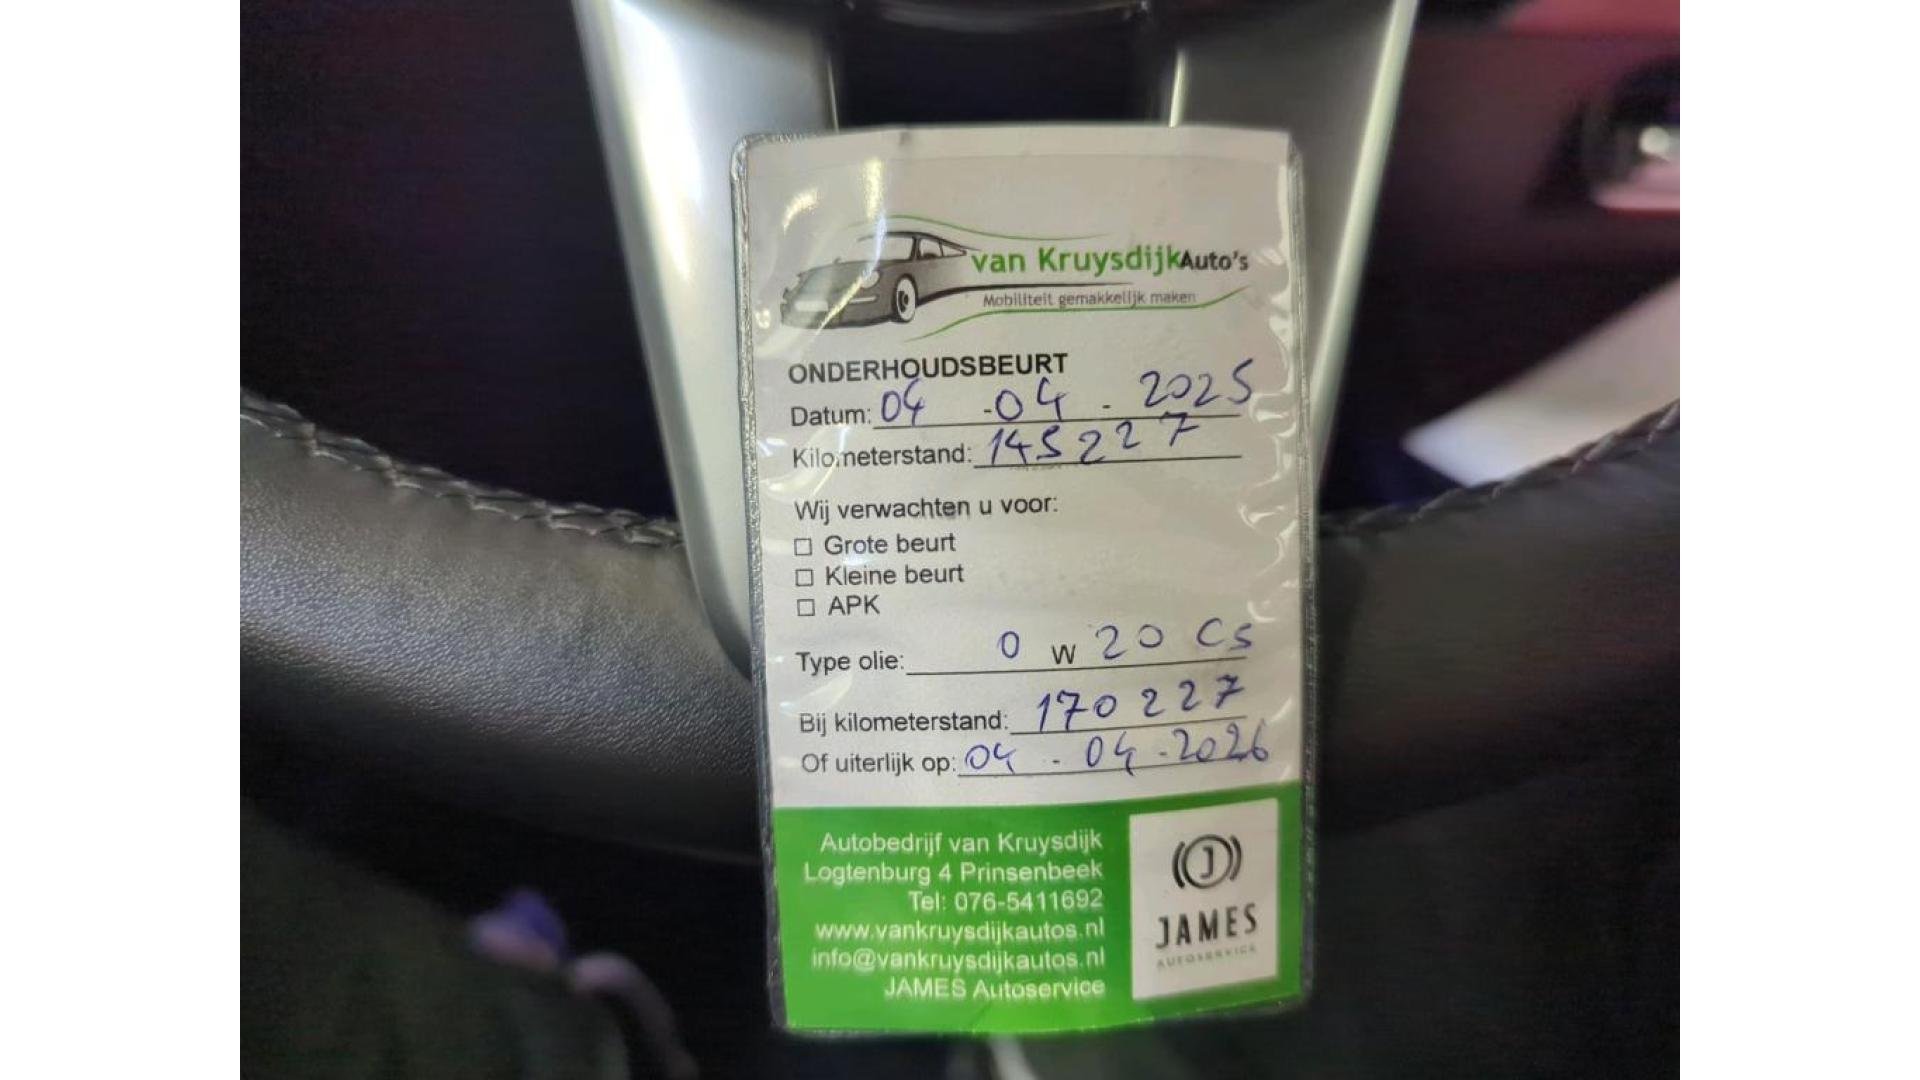 van Kruysdijk Auto's
Mobiliteit gemakkelijk maken
ONDERHOUDSBEURT
Datum: 04 - 04 - 2025
Kilometerstand: 145227
Wij verwachten u voor:
☐ Grote beurt
☐ Kleine beurt
☐ APK
Type olie: 0 W 20 C5
Bij kilometerstand: 170227
Of uiterlijk op: 04 - 04 - 2026
Autobedrijf van Kruysdijk
Logtenburg 4 Prinsenbeek
Tel: 076-5411692
www.vankruysdijkautos.nl
info@vankruysdijkautos.nl
JAMES Autoservice
J
JAMES
AUTOSERVICE